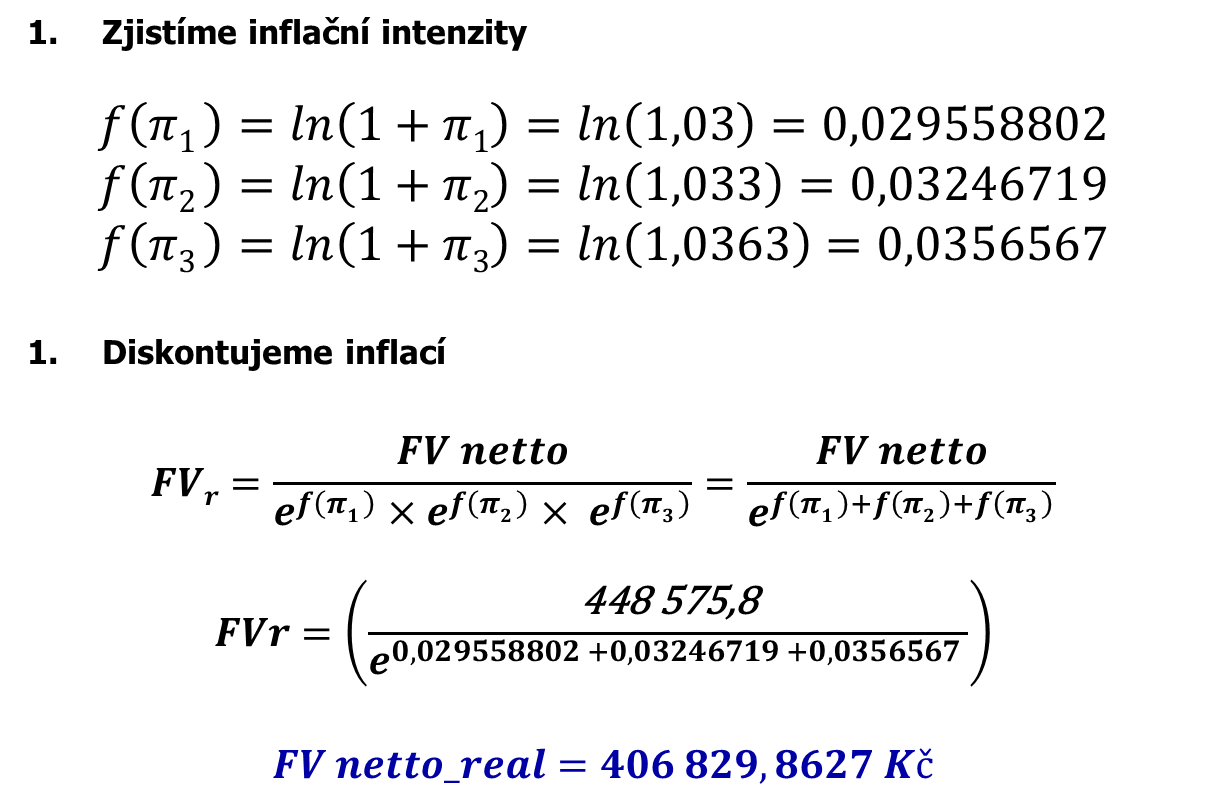 1. Zjistíme inflační intenzity
f(π₁) = ln(1 + π₁) = ln(1,03) = 0,029558802
f(π₂) = ln(1 + π₂) = ln(1,033) = 0,03246719
f(π₃) = ln(1 + π₃) = ln(1,0363) = 0,0356567
1. Diskontujeme inflací
FVᵣ = FV netto / e^f(π₁) × e^f(π₂) × e^f(π₃) = FV netto / e^f(π₁)+f(π₂)+f(π₃)
FVr = (448 575,8 / e^0,029558802 +0,03246719 +0,0356567)
FV netto_real = 406 829, 8627 Kč